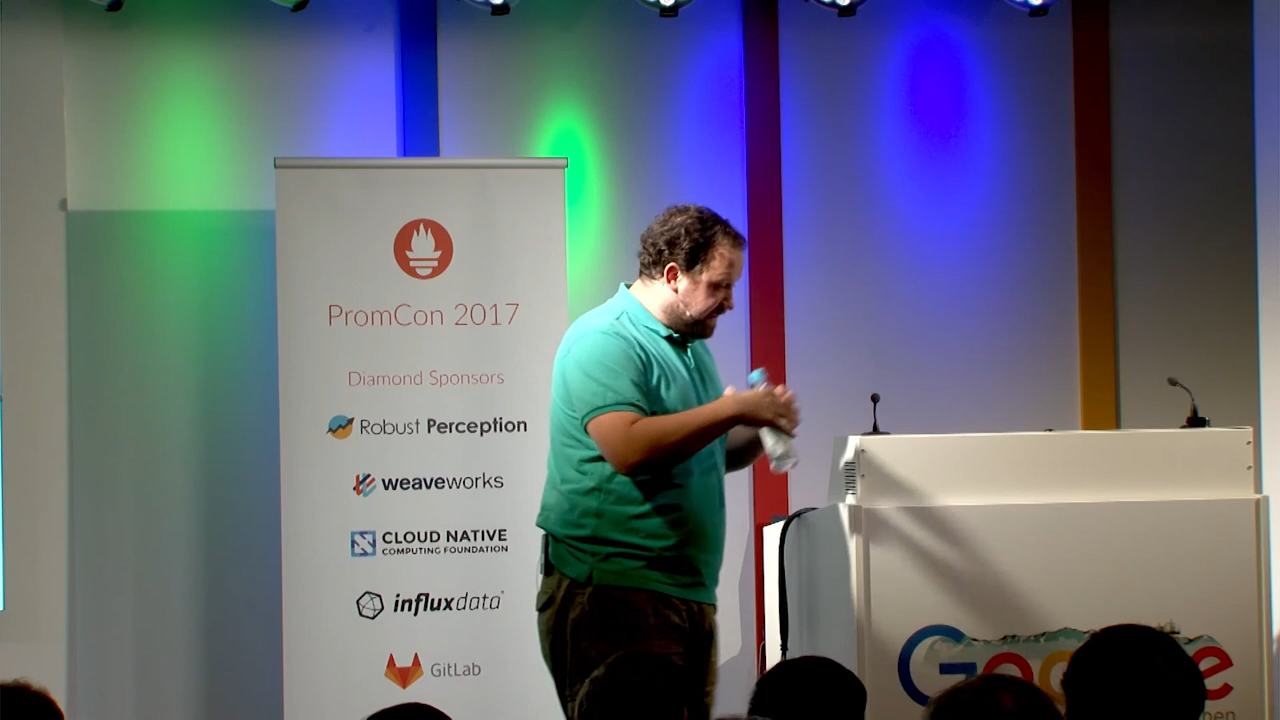 PromCon 2017
Diamond Sponsors
Robust Perception
weaveworks
CLOUD NATIVE
COMPUTING FOUNDATION
influxdata
GitLab